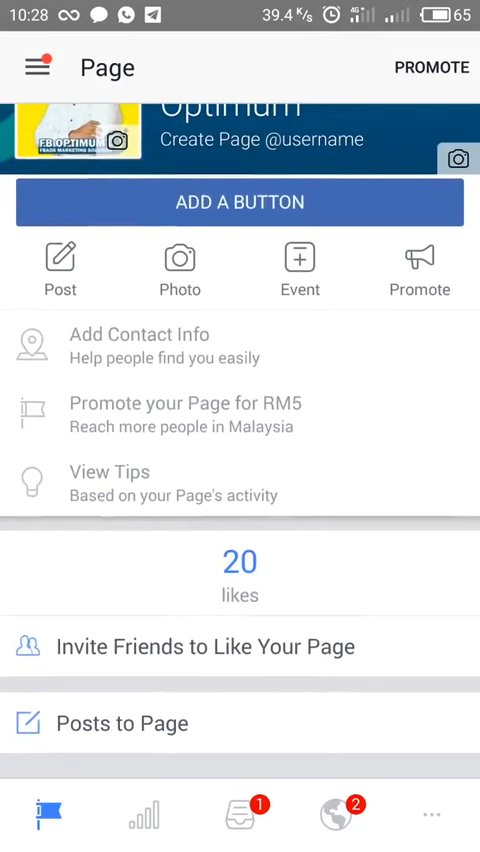 10:28
39.4 K/s
4G
65
Page
PROMOTE
Optimum
FB OPTIMUM
Create Page @username
ADD A BUTTON
Post
Photo
Event
Promote
Add Contact Info
Help people find you easily
Promote your Page for RM5
Reach more people in Malaysia
View Tips
Based on your Page's activity
20
likes
Invite Friends to Like Your Page
Posts to Page
1
2